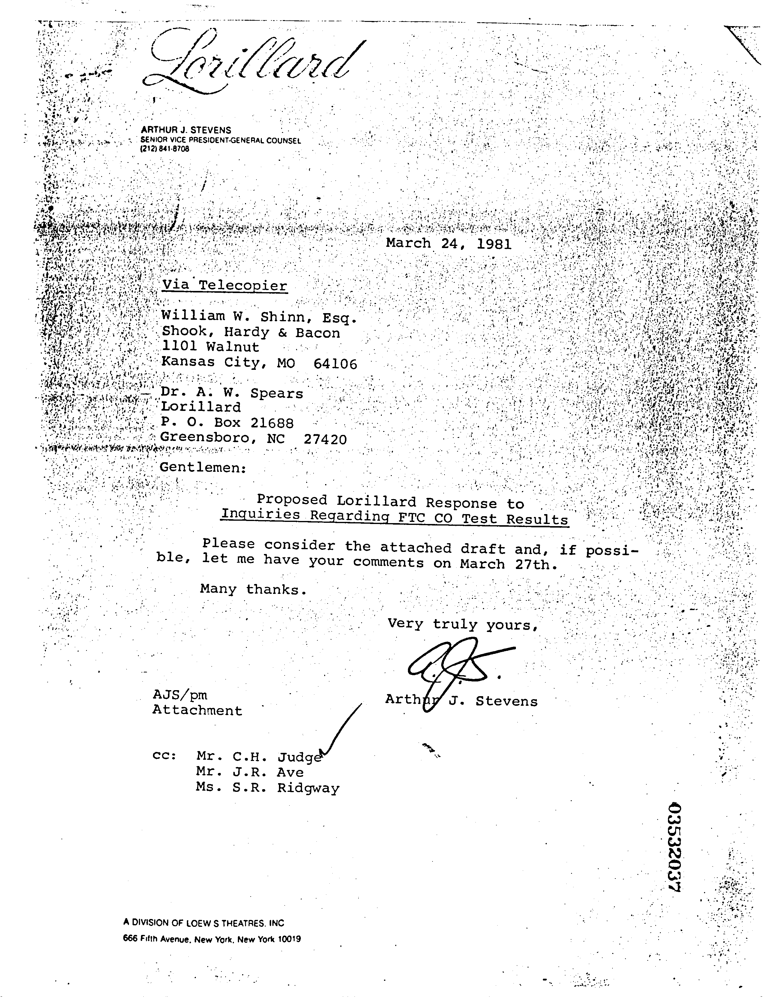 Lorillard
ARTHUR J. STEVENS
SENIOR VICE PRESIDENT-GENERAL COUNSEL
(212) 841-8708
March 24, 1981
Via Telecopier
William W. Shinn, Esq.
Shook, Hardy & Bacon
1101 Walnut
Kansas City, MO 64106
Dr. A. W. Spears
Lorillard
P. O. Box 21688
Greensboro, NC 27420
Gentlemen:
Proposed Lorillard Response to
Inquiries Regarding FTC CO Test Results
Please consider the attached draft and, if possi-
ble, let me have your comments on March 27th.
Many thanks.
Very truly yours,
A.J.S.
Arthur J. Stevens
AJS/pm
Attachment
cc: Mr. C.H. Judge
Mr. J.R. Ave
Ms. S.R. Ridgway
03532037
A DIVISION OF LOEW S THEATRES, INC
666 Fifth Avenue, New York, New York 10019